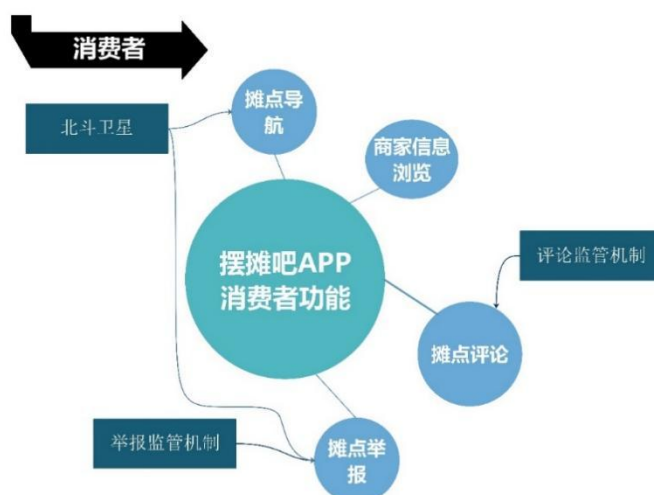 消费者
北斗卫星
摊点导
航
商家信息
浏览
摆摊吧APP
消费者功能
评论监管机制
摊点评论
举报监管机制
摊点举
报